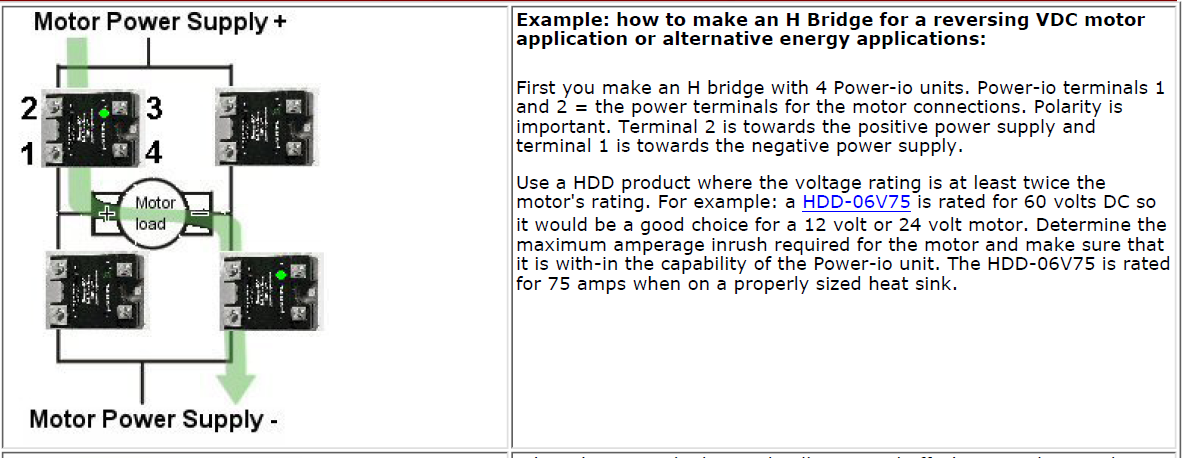 Motor Power Supply +
2
3
1
4
+
Motor
load
−
Motor Power Supply -
Example: how to make an H Bridge for a reversing VDC motor
application or alternative energy applications:
First you make an H bridge with 4 Power-io units. Power-io terminals 1
and 2 = the power terminals for the motor connections. Polarity is
important. Terminal 2 is towards the positive power supply and
terminal 1 is towards the negative power supply.
Use a HDD product where the voltage rating is at least twice the
motor's rating. For example: a HDD-06V75 is rated for 60 volts DC so
it would be a good choice for a 12 volt or 24 volt motor. Determine the
maximum amperage inrush required for the motor and make sure that
it is with-in the capability of the Power-io unit. The HDD-06V75 is rated
for 75 amps when on a properly sized heat sink.